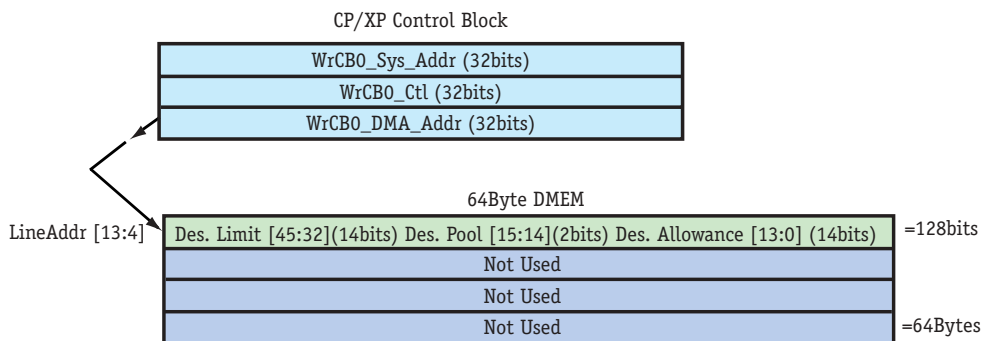 CP/XP Control Block
WrCB0_Sys_Addr (32bits)
WrCB0_Ctl (32bits)
WrCB0_DMA_Addr (32bits)
64Byte DMEM
LineAddr [13:4]
Des. Limit [45:32](14bits) Des. Pool [15:14](2bits) Des. Allowance [13:0] (14bits)
=128bits
Not Used
Not Used
Not Used
=64Bytes